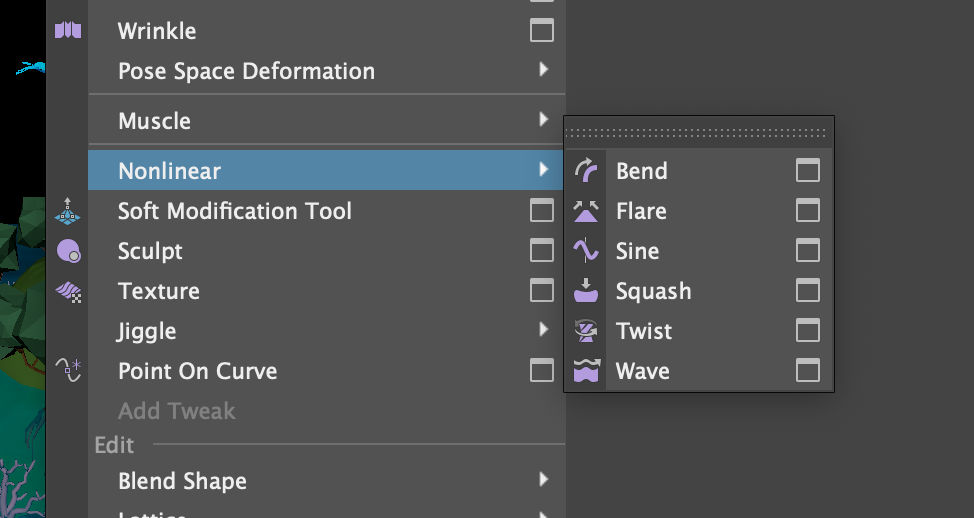 Wrinkle
Pose Space Deformation
Muscle
Nonlinear
Soft Modification Tool
Sculpt
Texture
Jiggle
Point On Curve
Add Tweak
Edit
Blend Shape
Lattice
Bend
Flare
Sine
Squash
Twist
Wave